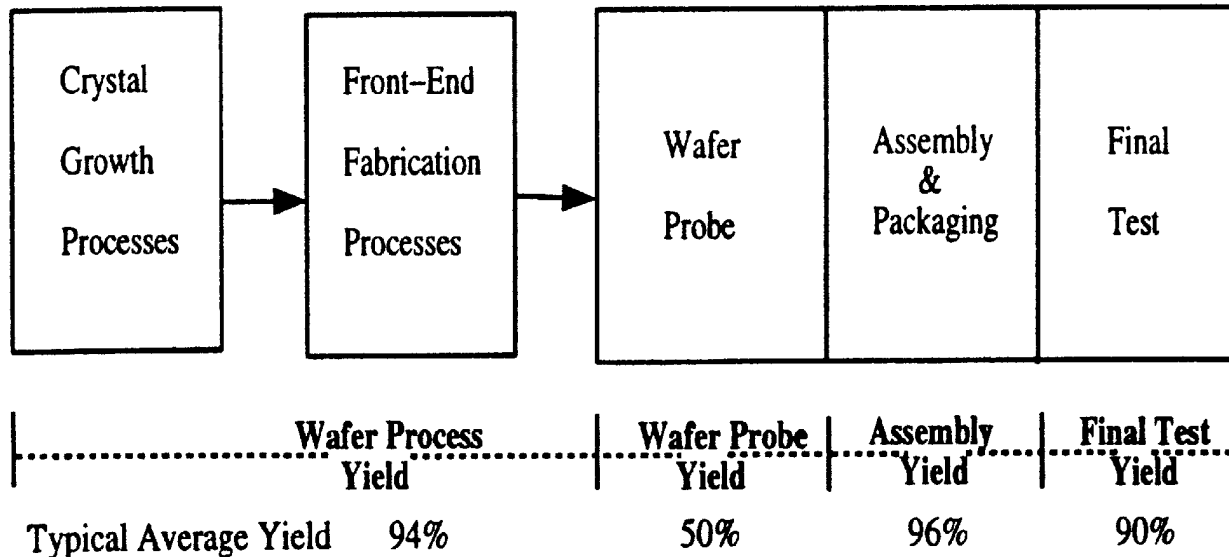 Crystal
Growth
Processes
Front–End
Fabrication
Processes
Wafer
Probe
Assembly
&
Packaging
Final
Test
Wafer Process
Yield
Wafer Probe
Yield
Assembly
Yield
Final Test
Yield
Typical Average Yield 94% 50% 96% 90%